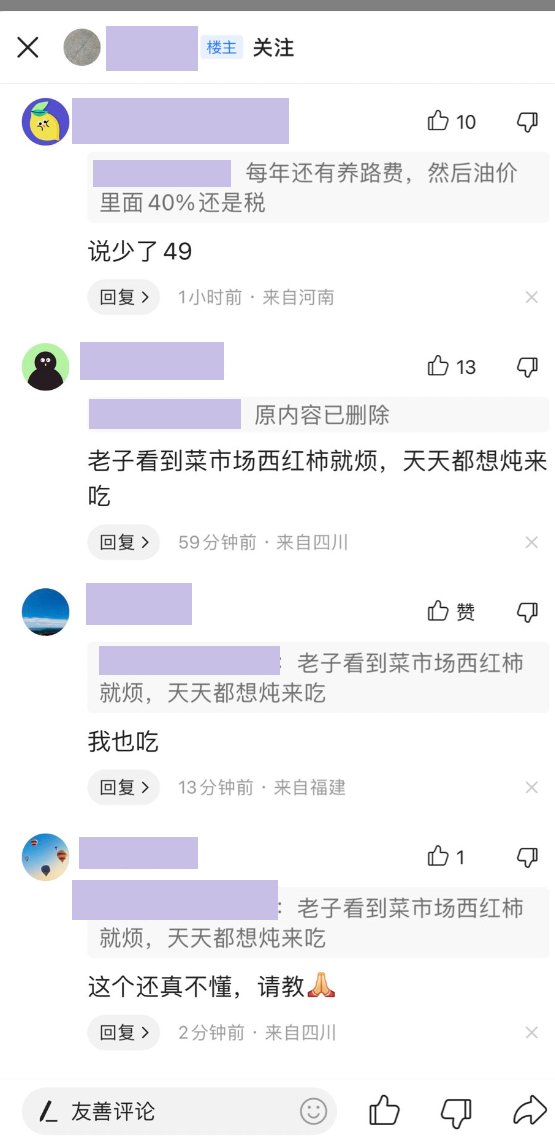 楼主 关注
10
每年还有养路费，然后油价
里面40%还是税
说少了49
回复 1小时前 · 来自河南
13
原内容已删除
老子看到菜市场西红柿就烦，天天都想炖来
吃
回复 59分钟前 · 来自四川
赞
：老子看到菜市场西红柿
就烦，天天都想炖来吃
我也吃
回复 13分钟前 · 来自福建
1
：老子看到菜市场西红柿
就烦，天天都想炖来吃
这个还真不懂，请教🙏
回复 2分钟前 · 来自四川
友善评论